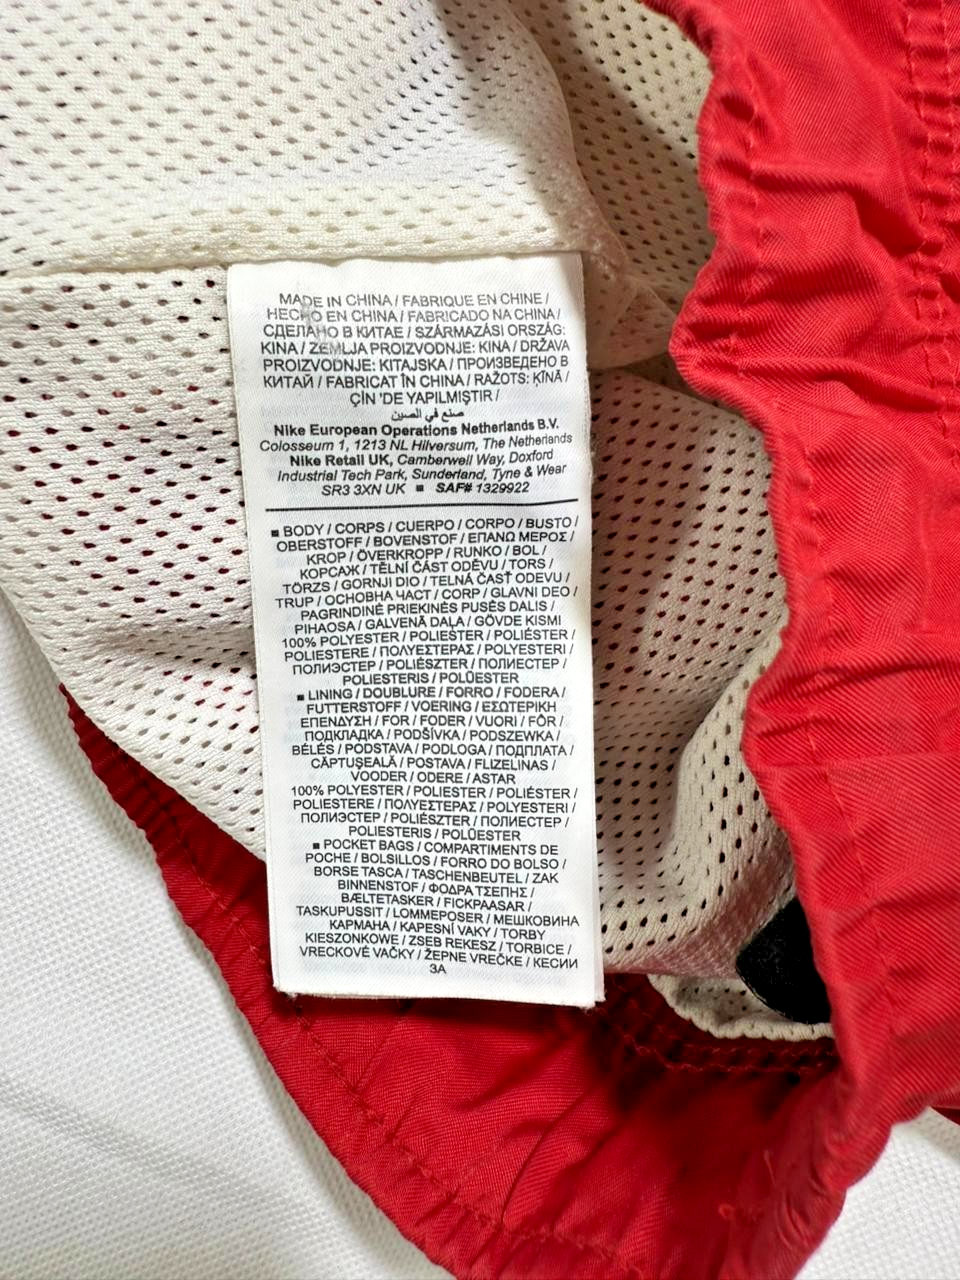 MADE IN CHINA / FABRIQUE EN CHINE /
HECHO EN CHINA / FABRICADO NA CHINA /
СДЕЛАНО В КИТАЕ / SZÁRMAZÁSI ORSZÁG:
KINA / ZEMLJA PROIZVODNJE: KINA / DRŽAVA
PROIZVODNJE: KITAJSKA / ПРОИЗВЕДЕНО В
КИТАЙ / FABRICAT ÎN CHINA / RAŽOTS: ĶĪNĀ /
ÇİN 'DE YAPILMIŞTIR /
صنع في الصين
Nike European Operations Netherlands B.V.
Colosseum 1, 1213 NL Hilversum, The Netherlands
Nike Retail UK, Camberwell Way, Doxford
Industrial Tech Park, Sunderland, Tyne & Wear
SR3 3XN UK ■ SAF# 1329922
■ BODY / CORPS / CUERPO / CORPO / BUSTO /
OBERSTOFF / BOVENSTOF / ΕΠΑΝΩ ΜΕΡΟΣ /
KROP / ÖVERKROPP / RUNKO / BOL /
КОРСАЖ / TĚLNÍ ČÁST ODĚVU / TORS /
TÖRZS / GORNJI DIO / TELNÁ ČASŤ ODEVU /
TRUP / ОСНОВНА ЧАСТ / CORP / GLAVNI DEO /
PAGRINDINĖ PRIEKINĖS PUSĖS DALIS /
PIHAOSA / GALVENĀ DAĻA / GÖVDE KISMI
100% POLYESTER / POLIESTER / POLIÉSTER /
POLIESTERE / ΠΟΛΥΕΣΤΕΡΑΣ / POLYESTERI /
ПОЛИЭСТЕР / POLIÉSZTER / ПОЛИЕСТЕР /
POLIESTERIS / POLÜESTER
■ LINING / DOUBLURE / FORRO / FODERA /
FUTTERSTOFF / VOERING / ΕΣΩΤΕΡΙΚΗ
ΕΠΕΝΔΥΣΗ / FOR / FODER / VUORI / FÔR /
ПОДКЛАДКА / PODŠÍVKA / PODSZEWKA /
BÉLÉS / PODSTAVA / PODLOGA / ПОДПЛАТА /
CĂPTUŞEALĂ / POSTAVA / FLIZELINAS /
VOODER / ODERE / ASTAR
100% POLYESTER / POLIESTER / POLIÉSTER /
POLIESTERE / ΠΟΛΥΕΣΤΕΡΑΣ / POLYESTERI /
ПОЛИЭСТЕР / POLIÉSZTER / ПОЛИЕСТЕР /
POLIESTERIS / POLÜESTER
■ POCKET BAGS / COMPARTIMENTS DE
POCHE / BOLSILLOS / FORRO DO BOLSO /
BORSE TASCA / TASCHENBEUTEL / ZAK
BINNENSTOF / ΦΟΔΡΑ ΤΣΕΠΗΣ /
BÆLTETASKER / FICKPAASAR /
TASKUPUSSIT / LOMMEPOSER / МЕШКОВИНА
КАРМАНА / KAPESNÍ VAKY / TORBY
KIESZONKOWE / ZSEB REKESZ / TORBICE /
VRECKOVÉ VAČKY / ŽEPNE VREČKE / КЕСИИ
ЗА